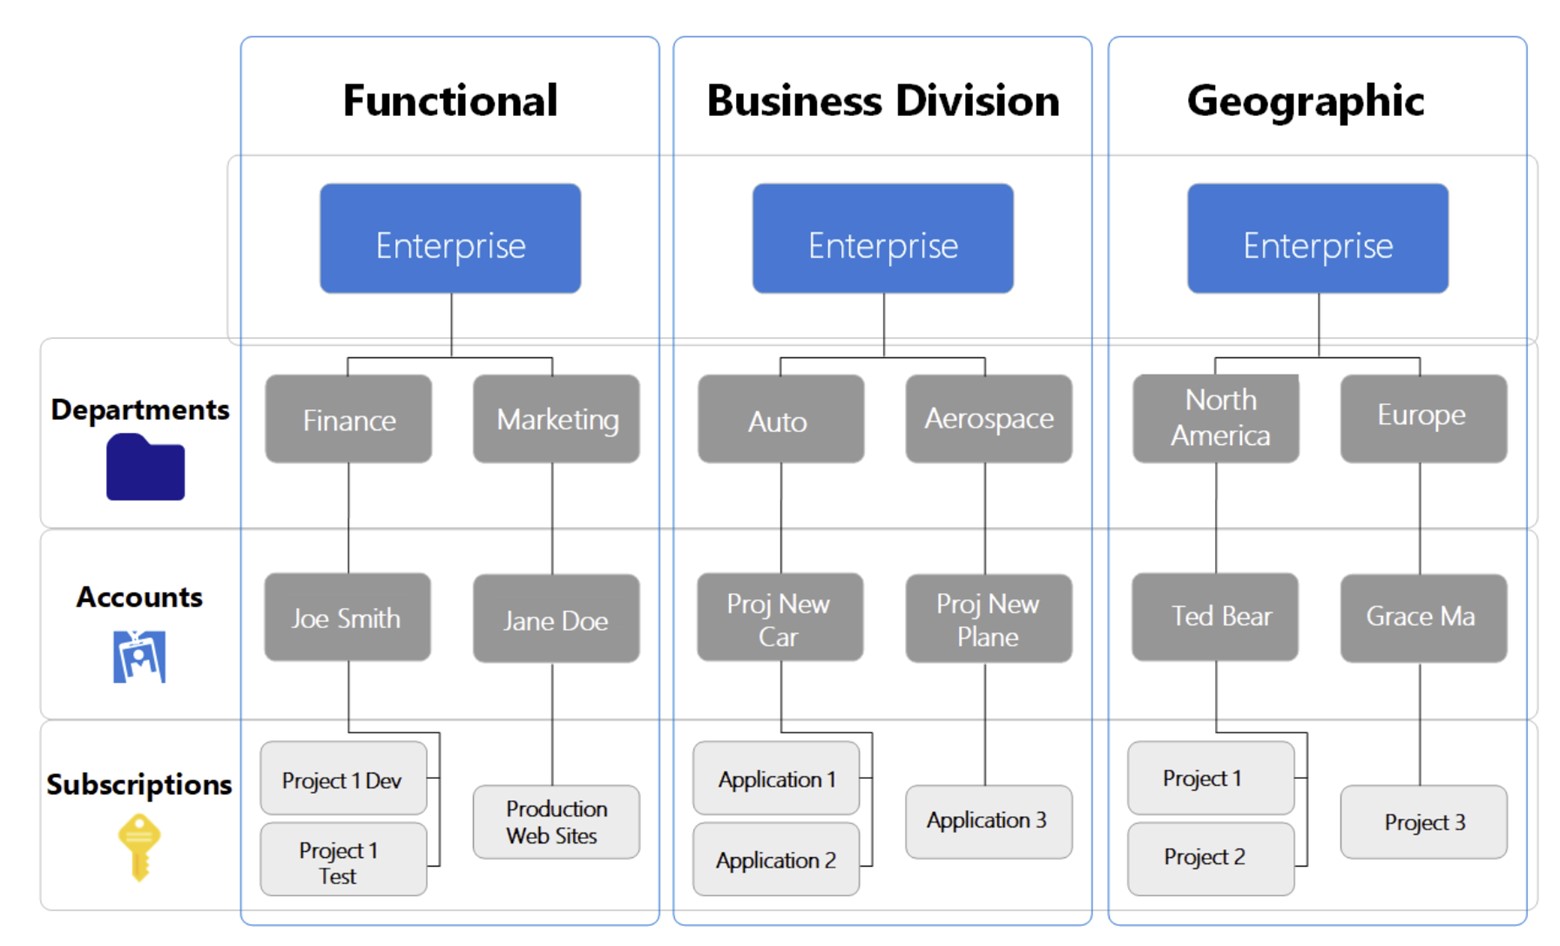 Functional
Business Division
Geographic
Enterprise
Enterprise
Enterprise
Departments
Finance
Marketing
Auto
Aerospace
North
America
Europe
Accounts
Joe Smith
Jane Doe
Proj New
Car
Proj New
Plane
Ted Bear
Grace Ma
Subscriptions
Project 1 Dev
Project 1
Test
Production
Web Sites
Application 1
Application 2
Application 3
Project 1
Project 2
Project 3